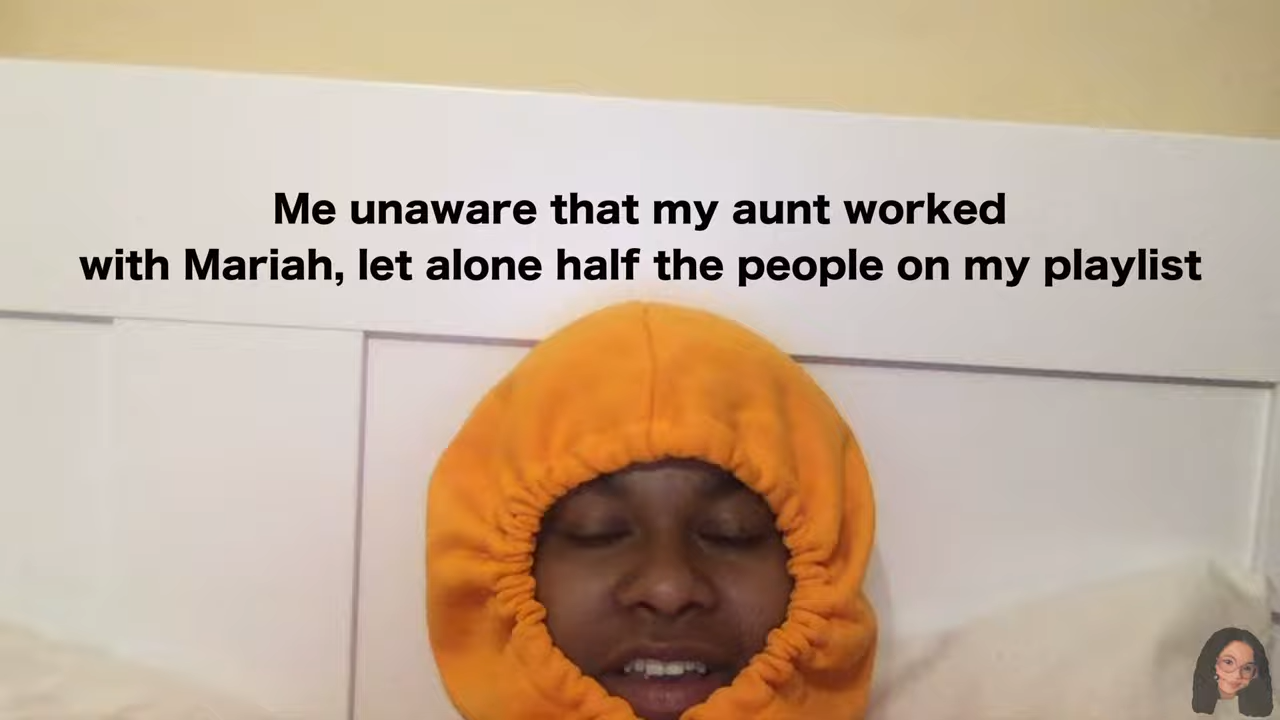 Me unaware that my aunt worked
with Mariah, let alone half the people on my playlist